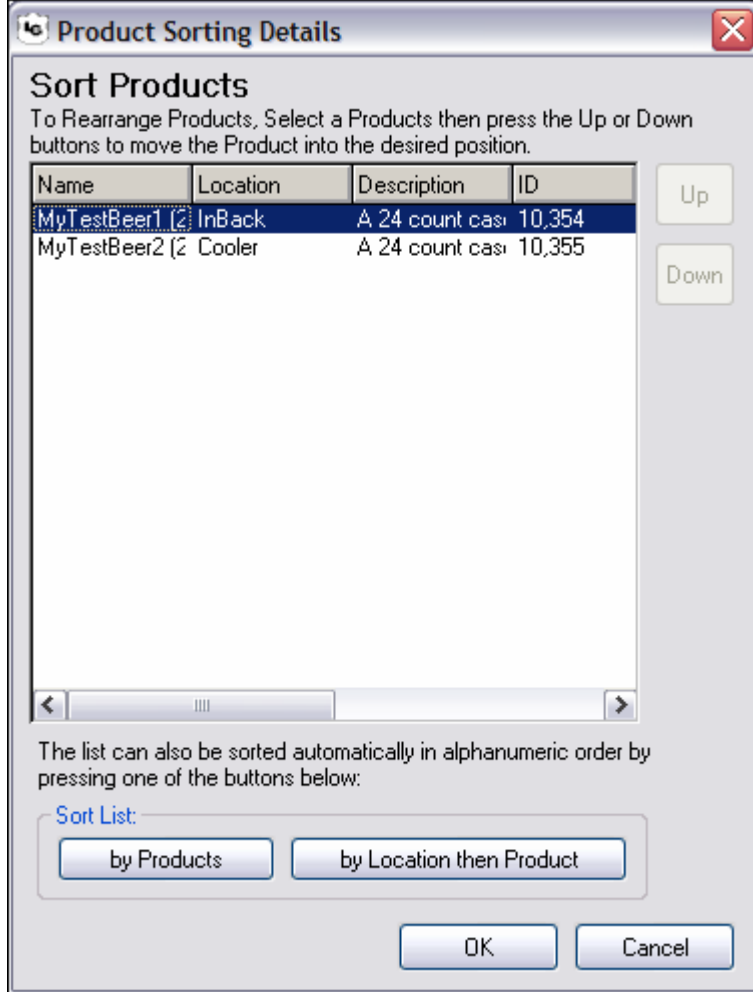 Product Sorting Details
Sort Products
To Rearrange Products, Select a Products then press the Up or Down
buttons to move the Product into the desired position.
Name Location Description ID
MyTestBeer1 (2 InBack A 24 count cas 10,354
MyTestBeer2 (2 Cooler A 24 count cas 10,355
Up
Down
The list can also be sorted automatically in alphanumeric order by
pressing one of the buttons below:
Sort List:
by Products by Location then Product
OK Cancel